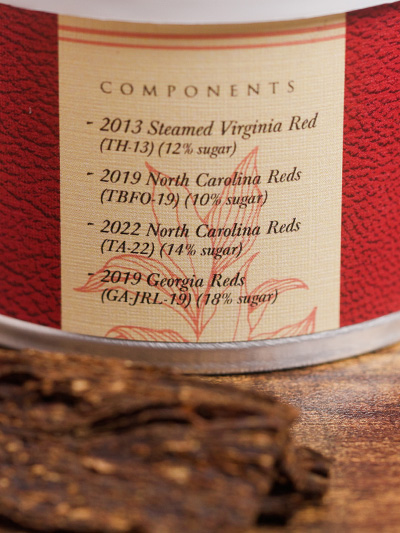 COMPONENTS
- 2013 Steamed Virginia Red
(TH-13) (12% sugar)
- 2019 North Carolina Reds
(TBFO-19) (10% sugar)
- 2022 North Carolina Reds
(TA-22) (14% sugar)
- 2019 Georgia Reds
(GA-JRL-19) (18% sugar)